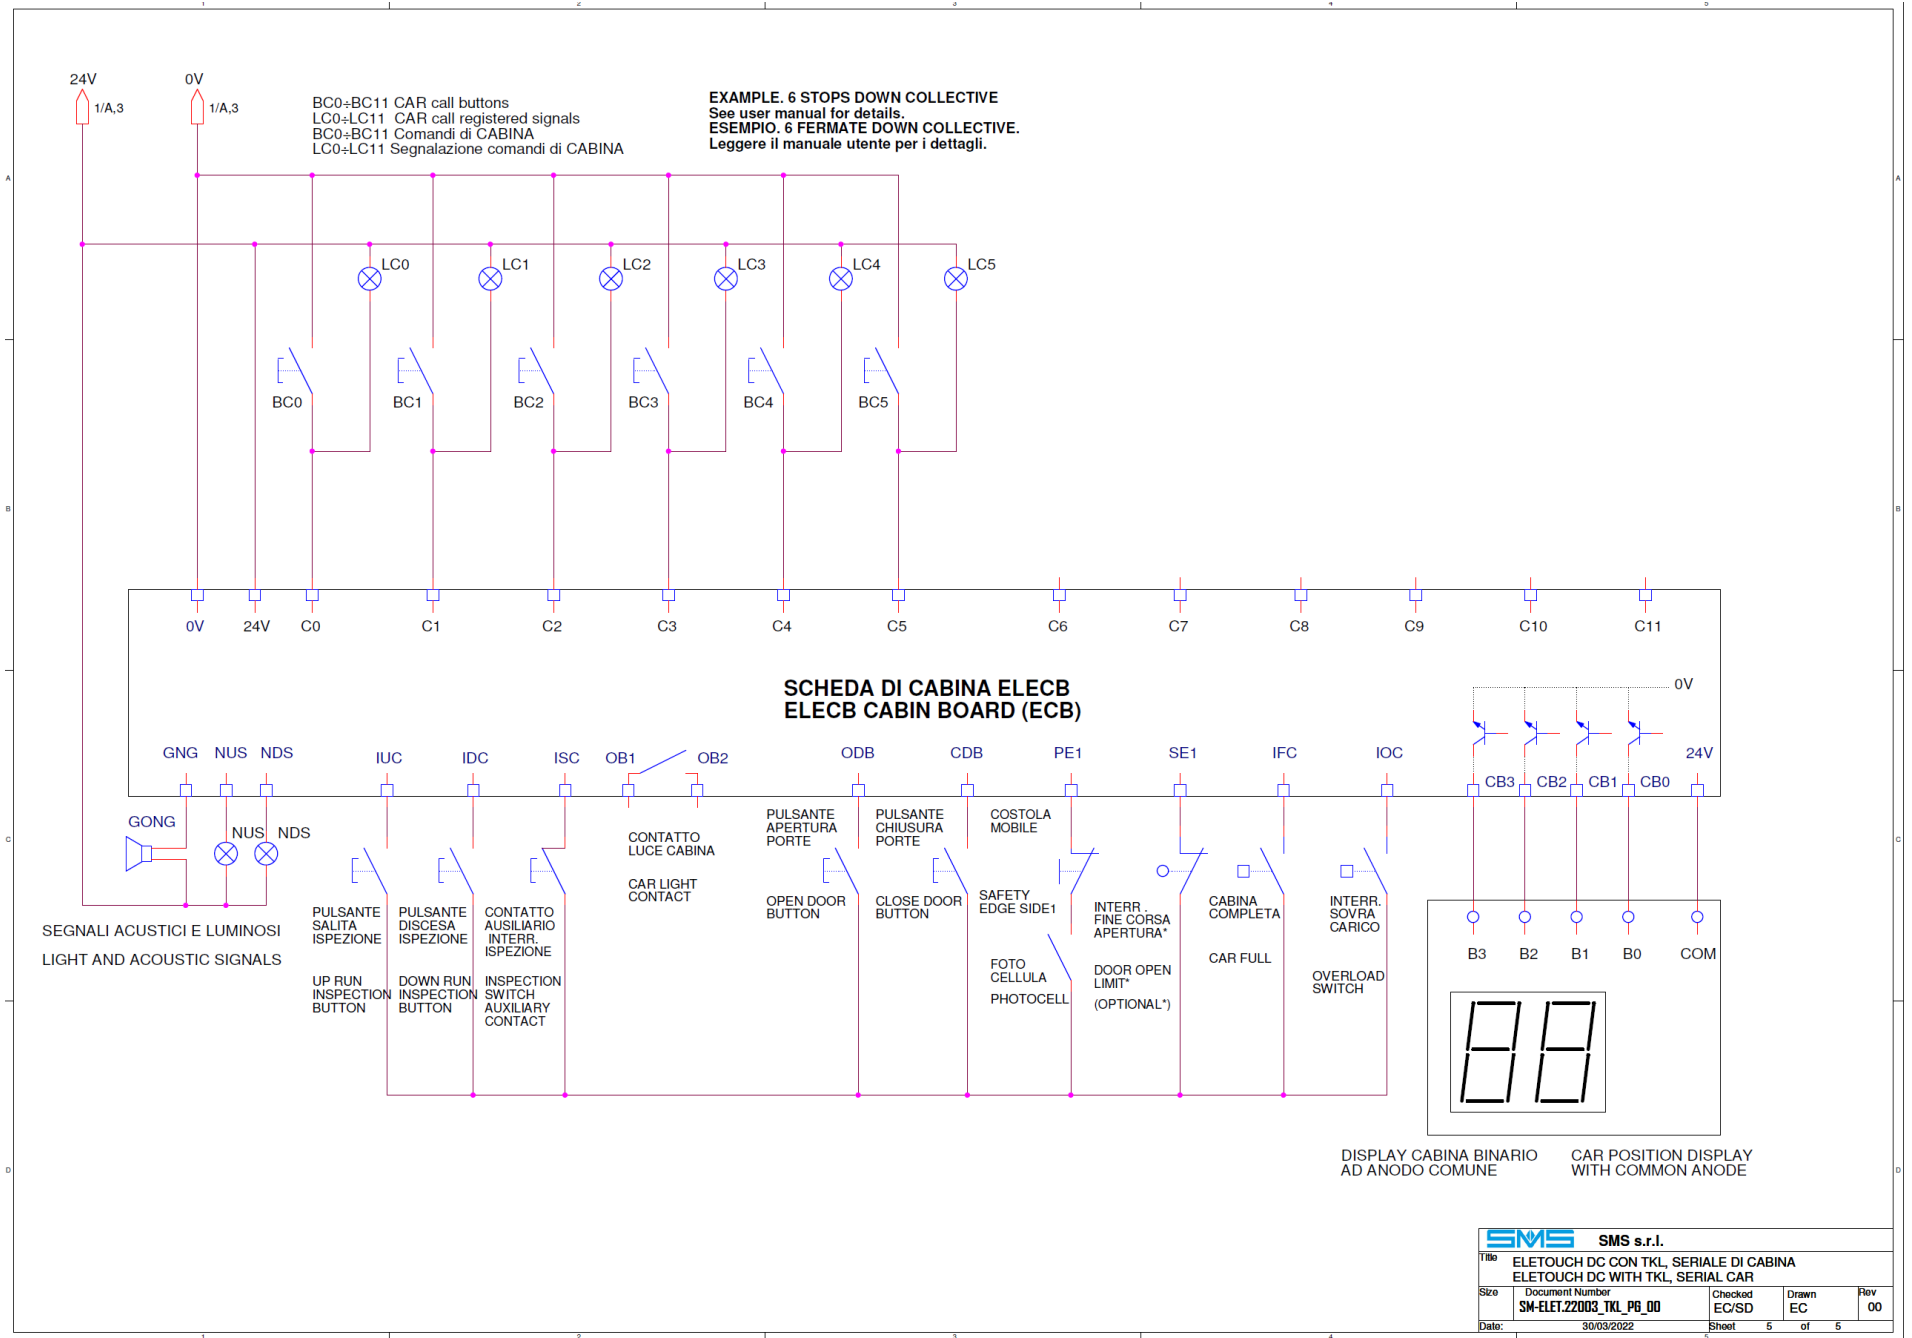 1
2
3
4
5
24V
0V
1/A,3
1/A,3
BC0÷BC11 CAR call buttons
LC0÷LC11 CAR call registered signals
BC0÷BC11 Comandi di CABINA
LC0÷LC11 Segnalazione comandi di CABINA
EXAMPLE. 6 STOPS DOWN COLLECTIVE
See user manual for details.
ESEMPIO. 6 FERMATE DOWN COLLECTIVE.
Leggere il manuale utente per i dettagli.
A
A
LC0
LC1
LC2
LC3
LC4
LC5
BC0
BC1
BC2
BC3
BC4
BC5
B
B
0V
24V
C0
C1
C2
C3
C4
C5
C6
C7
C8
C9
C10
C11
SCHEDA DI CABINA ELECB
ELECB CABIN BOARD (ECB)
0V
GNG
NUS
NDS
IUC
IDC
ISC
OB1
OB2
ODB
CDB
PE1
SE1
IFC
IOC
CB3
CB2
CB1
CB0
24V
GONG
NUS
NDS
C
C
SEGNALI ACUSTICI E LUMINOSI
LIGHT AND ACOUSTIC SIGNALS
PULSANTE
SALITA
ISPEZIONE
UP RUN
INSPECTION
BUTTON
PULSANTE
DISCESA
ISPEZIONE
DOWN RUN
INSPECTION
BUTTON
CONTATTO
AUSILIARIO
INTERR.
ISPEZIONE
INSPECTION
SWITCH
AUXILIARY
CONTACT
CONTATTO
LUCE CABINA
CAR LIGHT
CONTACT
PULSANTE
APERTURA
PORTE
OPEN DOOR
BUTTON
PULSANTE
CHIUSURA
PORTE
CLOSE DOOR
BUTTON
COSTOLA
MOBILE
SAFETY
EDGE SIDE1
FOTO
CELLULA
PHOTOCELL
INTERR .
FINE CORSA
APERTURA*
DOOR OPEN
LIMIT*
(OPTIONAL*)
CABINA
COMPLETA
CAR FULL
INTERR.
SOVRA
CARICO
OVERLOAD
SWITCH
B3
B2
B1
B0
COM
DISPLAY CABINA BINARIO
AD ANODO COMUNE
CAR POSITION DISPLAY
WITH COMMON ANODE
D
D
SMS
SMS s.r.l.
Title
ELETOUCH DC CON TKL, SERIALE DI CABINA
ELETOUCH DC WITH TKL, SERIAL CAR
Size
Document Number
SM-ELET.22003_TKL_PG_00
Checked
EC/SD
Drawn
EC
Rev
00
Date:
30/03/2022
Sheet 5 of 5
1
2
3
4
5